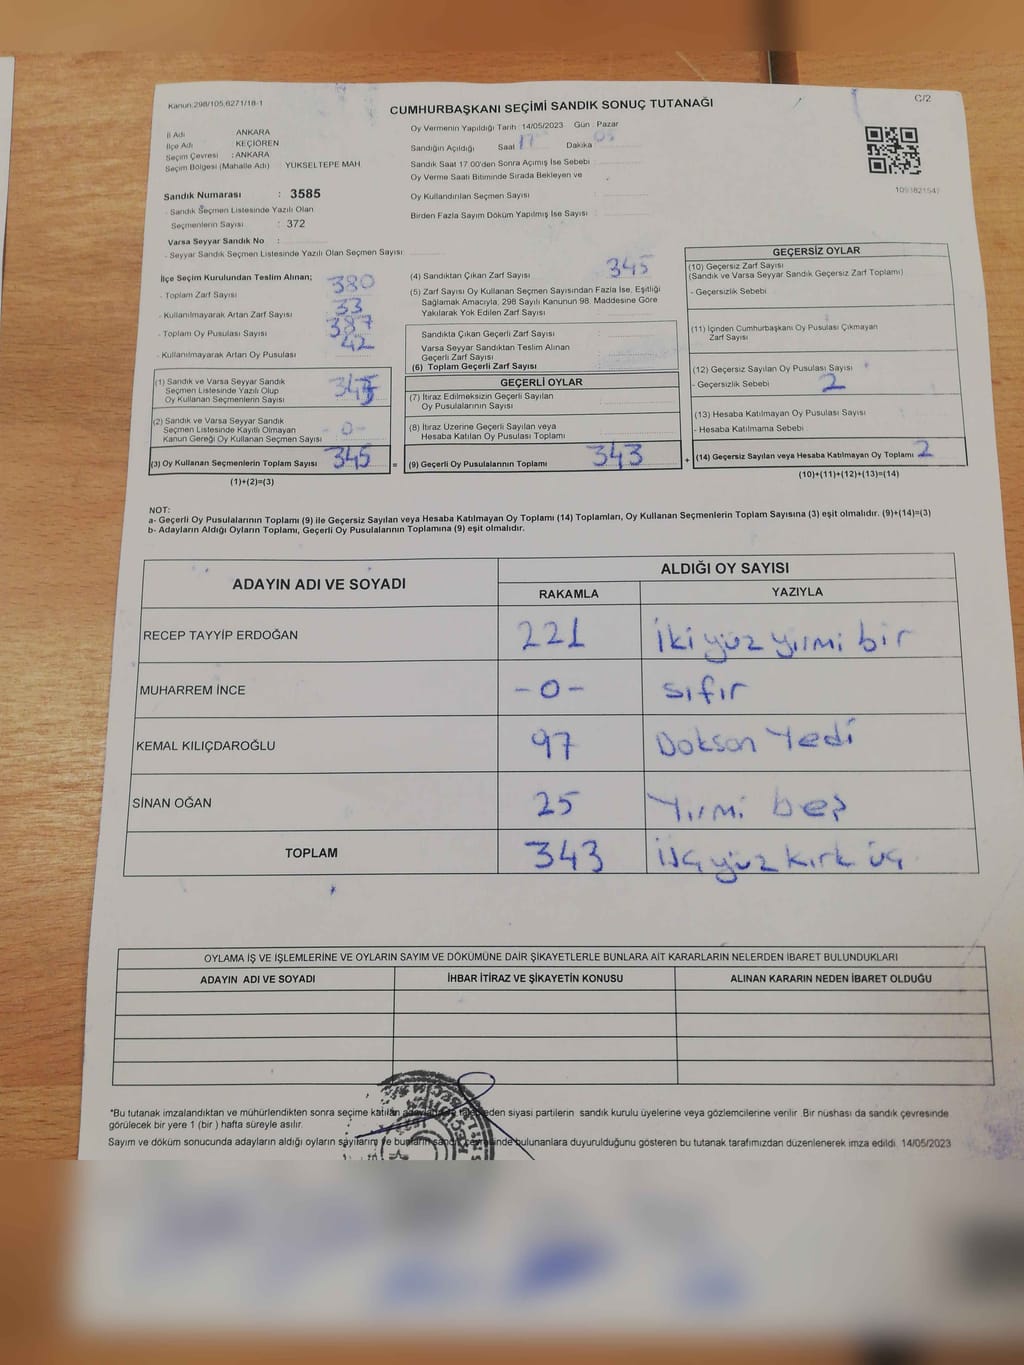 Kanun:298/105,6271/18-1
C/2
CUMHURBAŞKANI SEÇİMİ SANDIK SONUÇ TUTANAĞI
İl Adı ANKARA
İlçe Adı KEÇİÖREN
Seçim Çevresi : ANKARA
Seçim Bölgesi (Mahalle Adı) YÜKSELTEPE MAH
Sandık Numarası : 3585
- Sandık Seçmen Listesinde Yazılı Olan
Seçmenlerin Sayısı : 372
Varsa Seyyar Sandık No :
- Seyyar Sandık Seçmen Listesinde Yazılı Olan Seçmen Sayısı:
Oy Vermenin Yapıldığı Tarih 14/05/2023 Gün : Pazar
Sandığın Açıldığı Saat 17 Dakika 05
Sandık Saat 17:00'den Sonra Açımış İse Sebebi :
Oy Verme Saati Bitiminde Sırada Bekleyen ve
Oy Kullandırılan Seçmen Sayısı :
Birden Fazla Sayım Döküm Yapılmış İse Sayısı :
109382154?
İlçe Seçim Kurulundan Teslim Alınan;
- Toplam Zarf Sayısı 380
- Kullanılmayarak Artan Zarf Sayısı 33
- Toplam Oy Pusulası Sayısı 387
- Kullanılmayarak Artan Oy Pusulası 42
(1) Sandık ve Varsa Seyyar Sandık
Seçmen Listesinde Yazılı Olup
Oy Kullanan Seçmenlerin Sayısı 345
(2) Sandık ve Varsa Seyyar Sandık
Seçmen Listesinde Kayıtlı Olmayan
Kanun Gereği Oy Kullanan Seçmen Sayısı -0-
(3) Oy Kullanan Seçmenlerin Toplam Sayısı 345
(1)+(2)=(3)
(4) Sandıktan Çıkan Zarf Sayısı 345
(5) Zarf Sayısı Oy Kullanan Seçmen Sayısından Fazla İse, Eşitliği
Sağlamak Amacıyla, 298 Sayılı Kanunun 98. Maddesine Göre
Yakılarak Yok Edilen Zarf Sayısı
Sandıkta Çıkan Geçerli Zarf Sayısı
Varsa Seyyar Sandıktan Teslim Alınan
Geçerli Zarf Sayısı
(6) Toplam Geçerli Zarf Sayısı
GEÇERLİ OYLAR
(7) İtiraz Edilmeksizin Geçerli Sayılan
Oy Pusulalarının Sayısı
(8) İtiraz Üzerine Geçerli Sayılan veya
Hesaba Katılan Oy Pusulası Toplamı
= (9) Geçerli Oy Pusulalarının Toplamı 343
GEÇERSİZ OYLAR
(10) Geçersiz Zarf Sayısı
(Sandık ve Varsa Seyyar Sandık Geçersiz Zarf Toplamı)
- Geçersizlik Sebebi
(11) İçinden Cumhurbaşkanı Oy Pusulası Çıkmayan
Zarf Sayısı
(12) Geçersiz Sayılan Oy Pusulası Sayısı
- Geçersizlik Sebebi 2
(13) Hesaba Katılmayan Oy Pusulası Sayısı
- Hesaba Katılmama Sebebi
+ (14) Geçersiz Sayılan veya Hesaba Katılmayan Oy Toplamı 2
(10)+(11)+(12)+(13)=(14)
NOT:
a- Geçerli Oy Pusulalarının Toplamı (9) ile Geçersiz Sayılan veya Hesaba Katılmayan Oy Toplamı (14) Toplamları, Oy Kullanan Seçmenlerin Toplam Sayısına (3) eşit olmalıdır. (9)+(14)=(3)
b- Adayların Aldığı Oyların Toplamı, Geçerli Oy Pusulalarının Toplamına (9) eşit olmalıdır.
ADAYIN ADI VE SOYADI ALDIĞI OY SAYISI
RAKAMLA YAZIYLA
RECEP TAYYİP ERDOĞAN 221 İki yüz yirmi bir
MUHARREM İNCE -0- sıfır
KEMAL KILIÇDAROĞLU 97 Doksan Yedi
SİNAN OĞAN 25 Yirmi beş
TOPLAM 343 üç yüz kırk üç
OYLAMA İŞ VE İŞLEMLERİNE VE OYLARIN SAYIM VE DÖKÜMÜNE DAİR ŞİKAYETLERLE BUNLARA AİT KARARLARIN NELERDEN İBARET BULUNDUKLARI
ADAYIN ADI VE SOYADI İHBAR İTİRAZ VE ŞİKAYETİN KONUSU ALINAN KARARIN NEDEN İBARET OLDUĞU
*Bu tutanak imzalandıktan ve mühürlendikten sonra seçime katılan adaylara ve talep eden siyasi partilerin sandık kurulu üyelerine veya gözlemcilerine verilir. Bir nüshası da sandık çevresinde
görülecek bir yere 1 (bir ) hafta süreyle asılır.
Sayım ve döküm sonucunda adayların aldığı oyların sayılarını ve bunların sandık çevresinde bulunanlara duyurulduğunu gösteren bu tutanak tarafımızdan düzenlenerek imza edildi. 14/05/2023